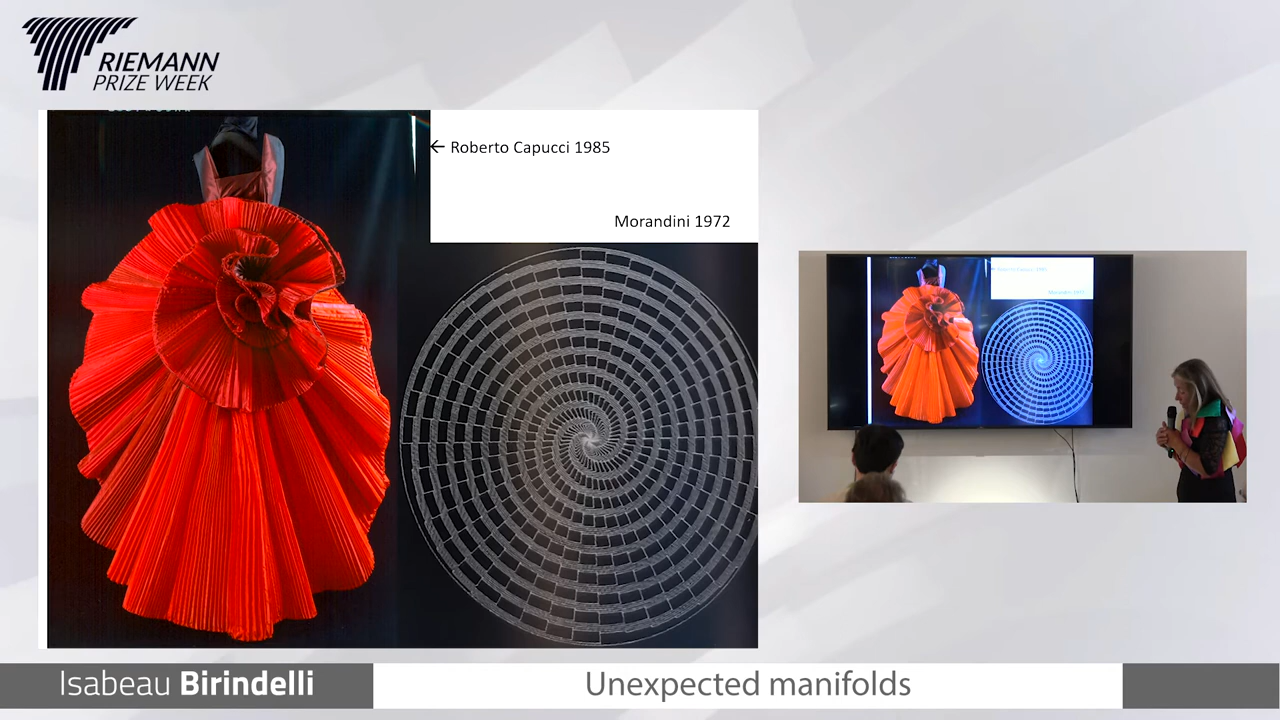 RIEMANN
PRIZE WEEK
← Roberto Capucci 1985
Morandini 1972
Isabeau Birindelli
Unexpected manifolds